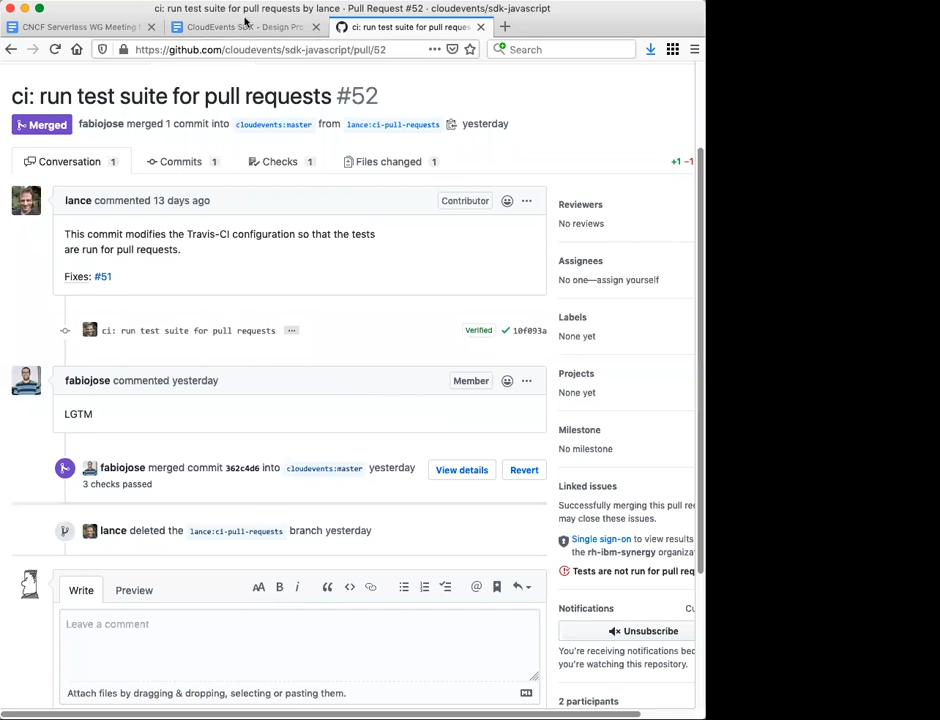 ci: run test suite for pull requests by lance · Pull Request #52 · cloudevents/sdk-javascript
CNCF Serverless WG Meeting
CloudEvents SDK - Design Pro
ci: run test suite for pull reques
https://github.com/cloudevents/sdk-javascript/pull/52
Search
ci: run test suite for pull requests #52
Merged fabiojose merged 1 commit into cloudevents:master from lance:ci-pull-requests yesterday
Conversation 1 Commits 1 Checks 1 Files changed 1 +1 −1
lance commented 13 days ago Contributor
This commit modifies the Travis-CI configuration so that the tests
are run for pull requests.
Fixes: #51
ci: run test suite for pull requests Verified 10f093a
fabiojose commented yesterday Member
LGTM
fabiojose merged commit 362c4d6 into cloudevents:master yesterday View details Revert
3 checks passed
lance deleted the lance:ci-pull-requests branch yesterday
Write Preview
Leave a comment
Attach files by dragging & dropping, selecting or pasting them.
Reviewers
No reviews
Assignees
No one—assign yourself
Labels
None yet
Projects
None yet
Milestone
No milestone
Linked issues
Successfully merging this pull re
may close these issues.
Single sign-on to view results
the rh-ibm-synergy organiza
Tests are not run for pull req
Notifications Cu
Unsubscribe
You're receiving notifications bec
you're watching this repository.
2 participants